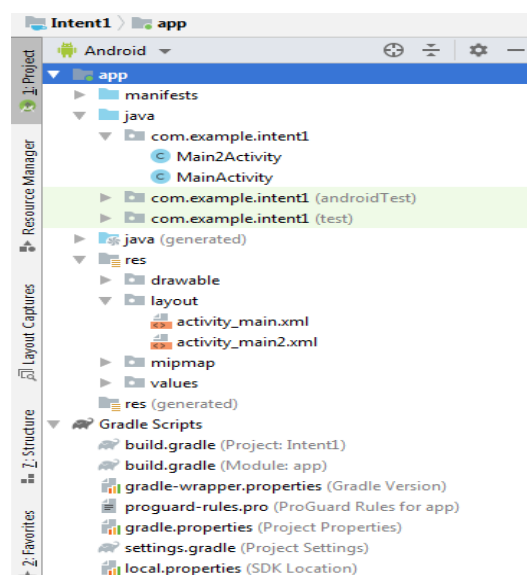 Intent1 app
Android
app
manifests
java
com.example.intent1
Main2Activity
MainActivity
com.example.intent1 (androidTest)
com.example.intent1 (test)
java (generated)
res
drawable
layout
activity_main.xml
activity_main2.xml
mipmap
values
res (generated)
Gradle Scripts
build.gradle (Project: Intent1)
build.gradle (Module: app)
gradle-wrapper.properties (Gradle Version)
proguard-rules.pro (ProGuard Rules for app)
gradle.properties (Project Properties)
settings.gradle (Project Settings)
local.properties (SDK Location)
1: Project
Resource Manager
Layout Captures
7: Structure
2: Favorites